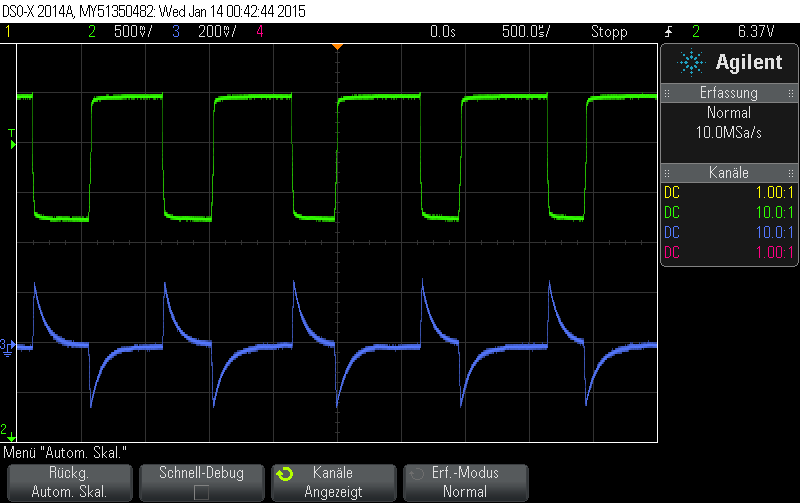 DSO-X 2014A, MY51350482: Wed Jan 14 00:42:44 2015
1 2 500▽/ 3 200▽/ 4 0.0s 500.0▽/ Stopp 2 6.37V
Agilent
Erfassung
Normal
10.0MSa/s
Kanäle
DC 1.00:1
DC 10.0:1
DC 10.0:1
DC 1.00:1
T
3
2
Menü "Autom. Skal."
Rückg.
Autom. Skal.
Schnell-Debug
Kanäle
Angezeigt
Erf.-Modus
Normal